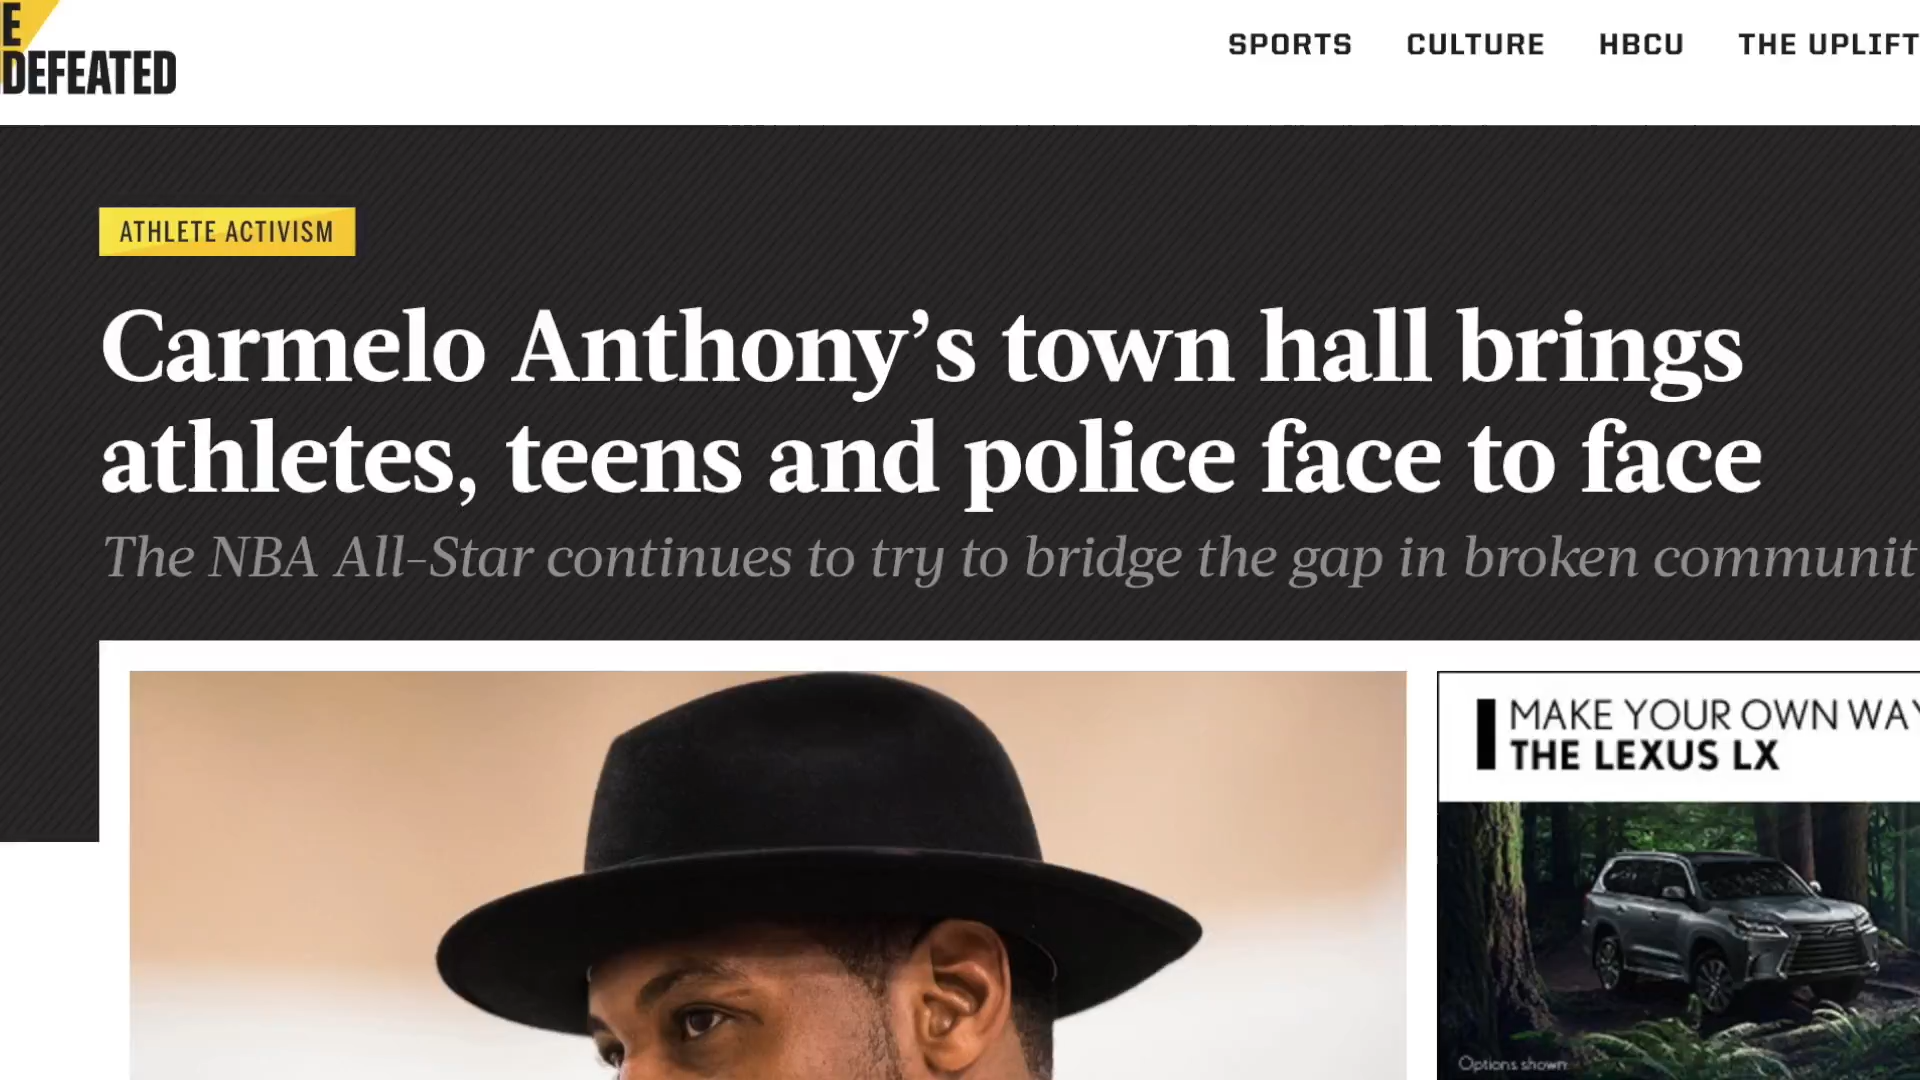 E
DEFEATED
SPORTS CULTURE HBCU THE UPLIFT
ATHLETE ACTIVISM
Carmelo Anthony’s town hall brings
athletes, teens and police face to face
The NBA All-Star continues to try to bridge the gap in broken communit
MAKE YOUR OWN WAY
THE LEXUS LX
Options shown